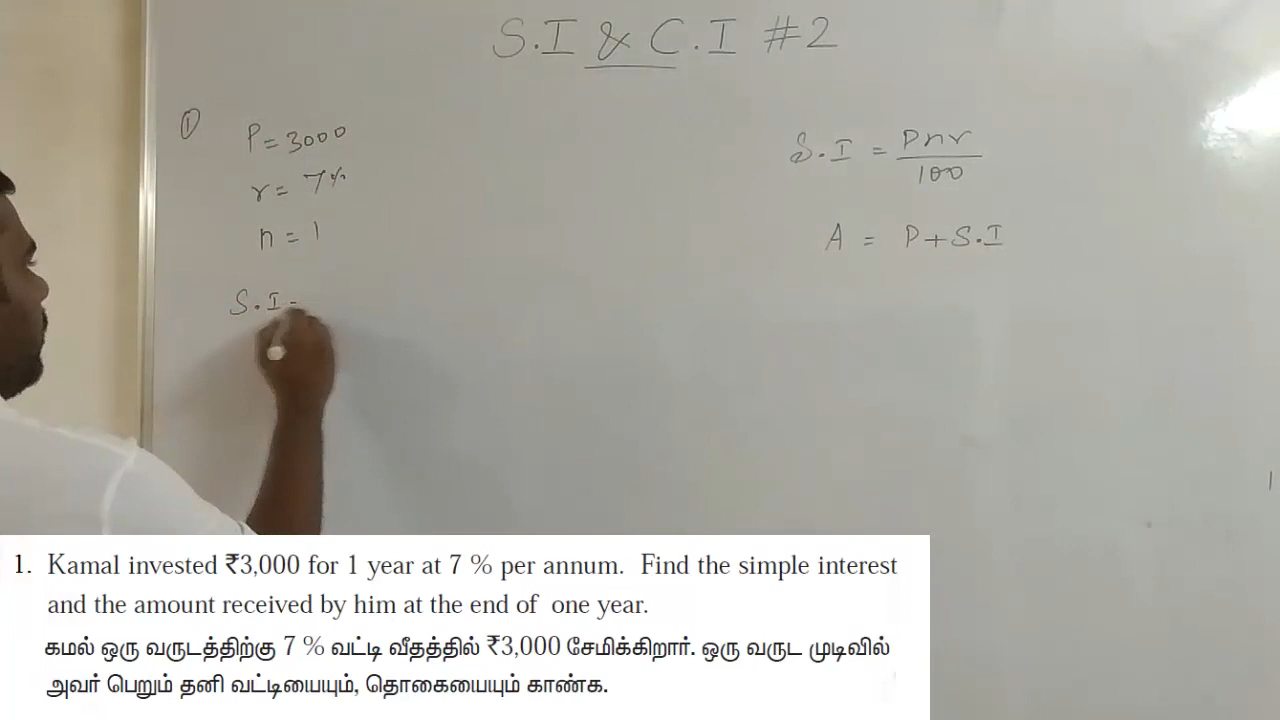 S.I & C.I #2
① P = 3000
r = 7%
n = 1
S.I =
S.I = Pnr/100
A = P+S.I
1. Kamal invested ₹3,000 for 1 year at 7 % per annum. Find the simple interest
and the amount received by him at the end of one year.
கமல் ஒரு வருடத்திற்கு 7 % வட்டி வீதத்தில் ₹3,000 சேமிக்கிறார். ஒரு வருட முடிவில்
அவர் பெறும் தனி வட்டியையும், தொகையையும் காண்க.